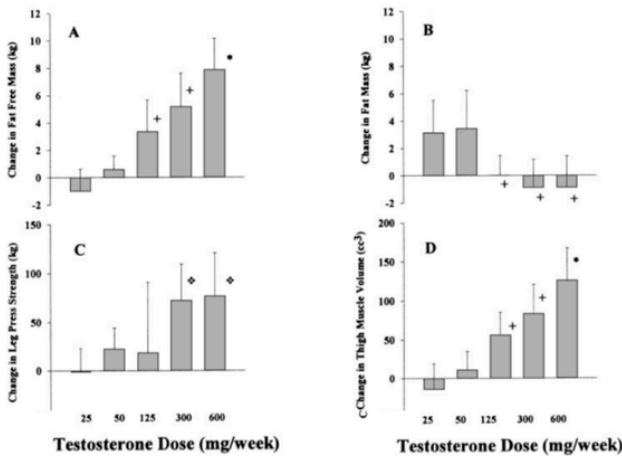 A
Change in Fat Free Mass (kg)
12
10
8
6
4
2
0
-2
+
+
B
Change in Fat Mass (kg)
12
10
8
6
4
2
0
-2
+
+
+
C
Change in Leg Press Strength (kg)
150
100
50
0
25 50 125 300 600
Testosterone Dose (mg/week)
D
CChange in Thigh Muscle Volume (cc³)
200
150
100
50
0
25 50 125 300 600
Testosterone Dose (mg/week)
+
+